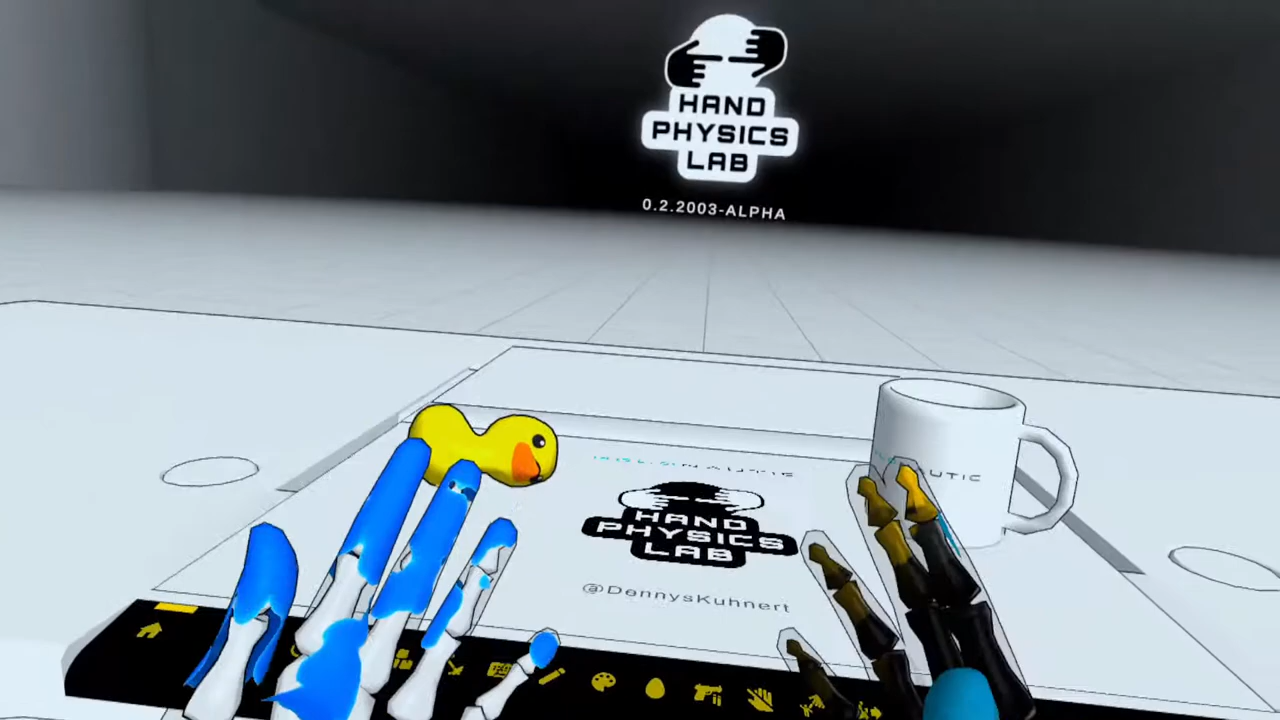 HAND
PHYSICS
LAB
0.2.2003-ALPHA
HAND
PHYSICS
LAB
@DennysKuhnert